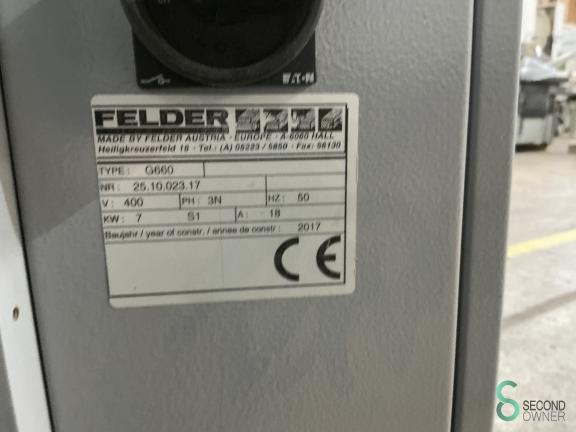 EATON
FELDER
MADE BY FELDER AUSTRIA - EUROPE - A-6060 HALL
Heiligkreuzerfeld 18 - Tel.: (A) 05223 / 5850 - Fax: 56130
TYPE: G660
NR: 25.10.023.17
V: 400 PH: 3N HZ: 50
KW: 7 S1 A: 18
Baujahr / year of constr. / annee de constr.: 2017
CE
SECOND
OWNER